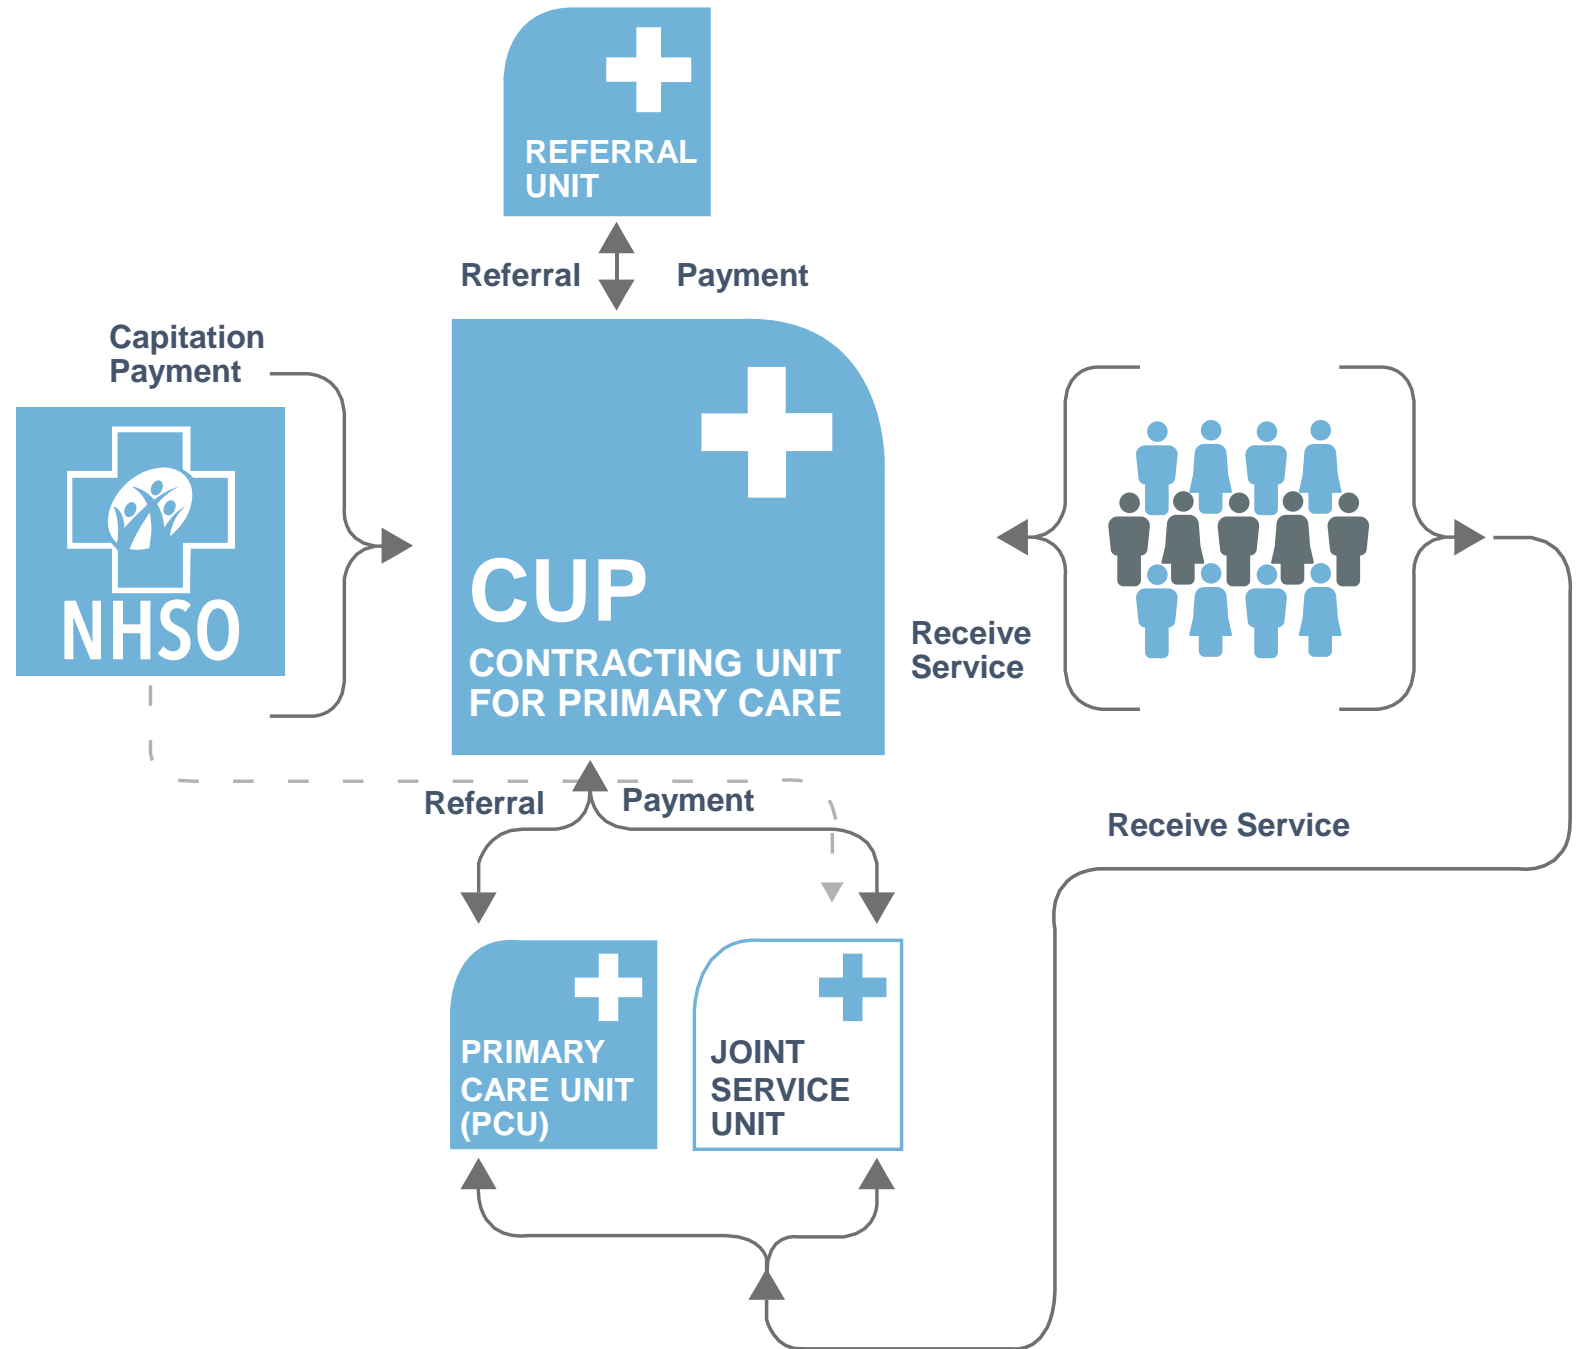 REFERRAL
UNIT
Referral
Payment
Capitation
Payment
NHSO
CUP
CONTRACTING UNIT
FOR PRIMARY CARE
Receive
Service
Referral
Payment
Receive Service
PRIMARY
CARE UNIT
(PCU)
JOINT
SERVICE
UNIT